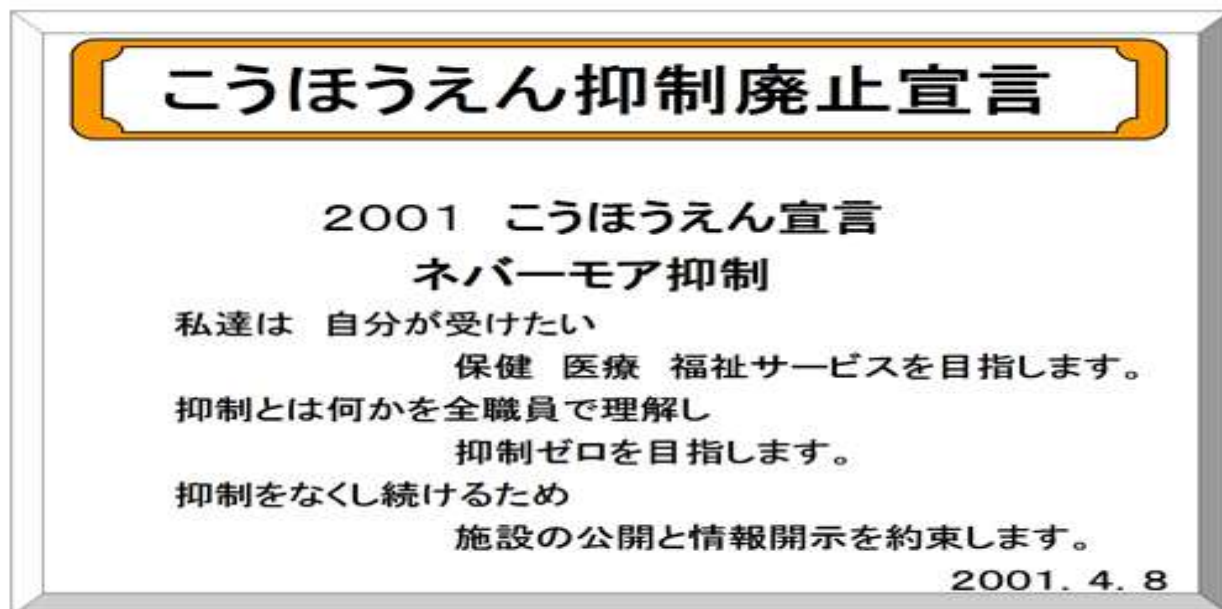 こうほうえん抑制廃止宣言
2001　こうほうえん宣言
ネバーモア抑制
私達は　自分が受けたい
保健　医療　福祉サービスを目指します。
抑制とは何かを全職員で理解し
抑制ゼロを目指します。
抑制をなくし続けるため
施設の公開と情報開示を約束します。
2001. 4. 8